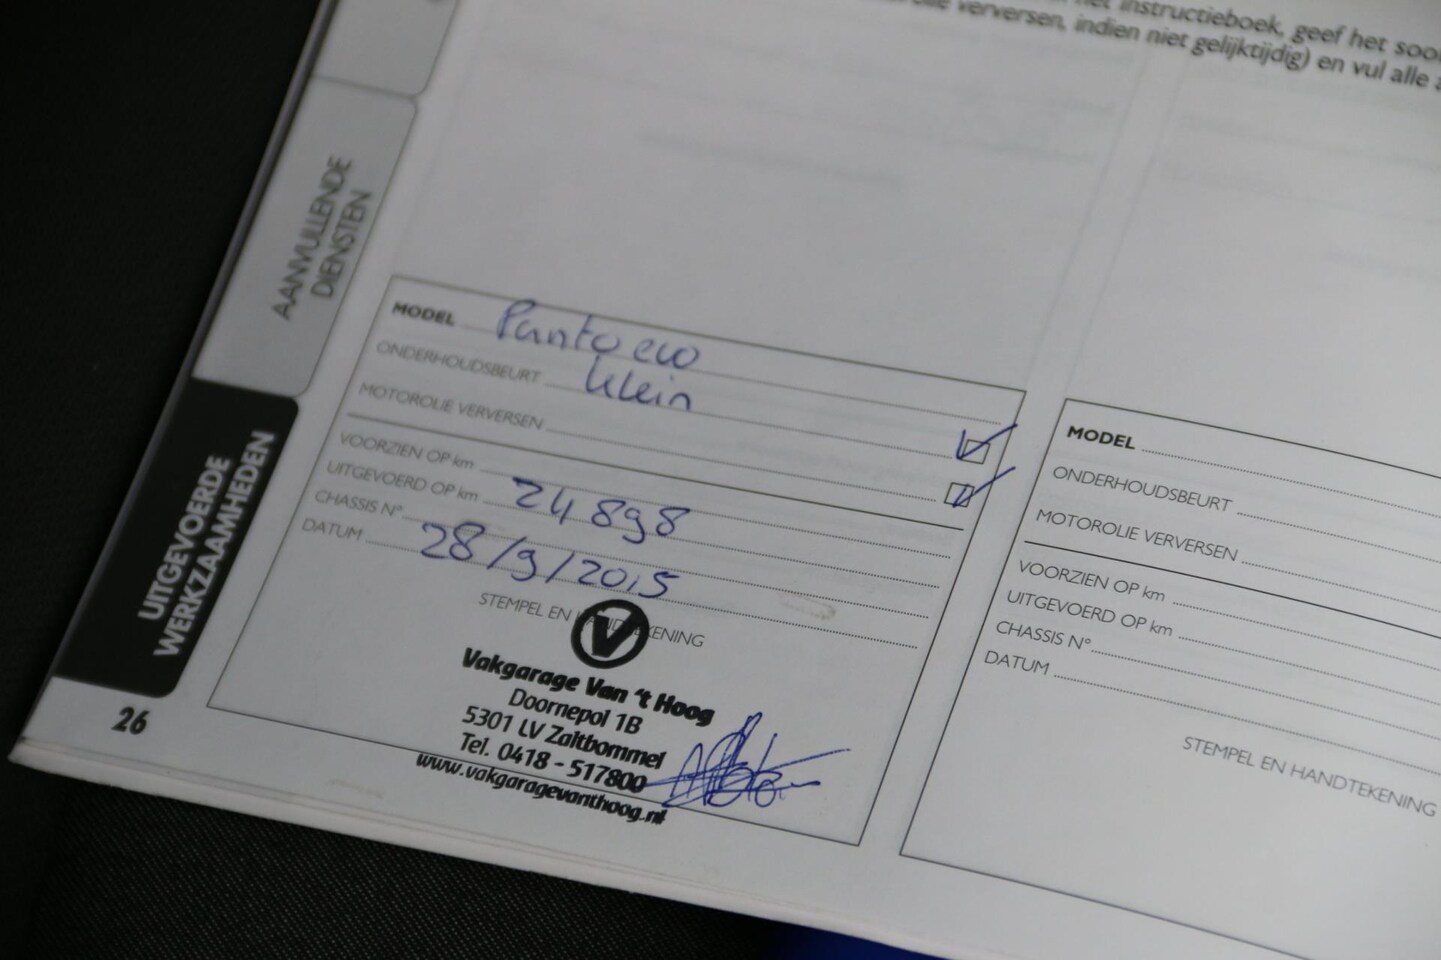 het instructieboek, geef het soo
verversen, indien niet gelijktijdig) en vul alle a
AANVULLENDE
DIENSTEN
UITGEVOERDE
WERKZAAMHEDEN
26
MODEL Punto evo
ONDERHOUDSBEURT klein
MOTOROLIE VERVERSEN
VOORZIEN OP km
UITGEVOERD OP km 24898
CHASSIS N°
DATUM 28/9/2015
STEMPEL EN HANDTEKENING
V
Vakgarage Van 't Hoog
Doornepol 1B
5301 LV Zaltbommel
Tel. 0418 - 517800
www.vakgaragevanthoog.nl
MODEL
ONDERHOUDSBEURT
MOTOROLIE VERVERSEN
VOORZIEN OP km
UITGEVOERD OP km
CHASSIS N°
DATUM
STEMPEL EN HANDTEKENING